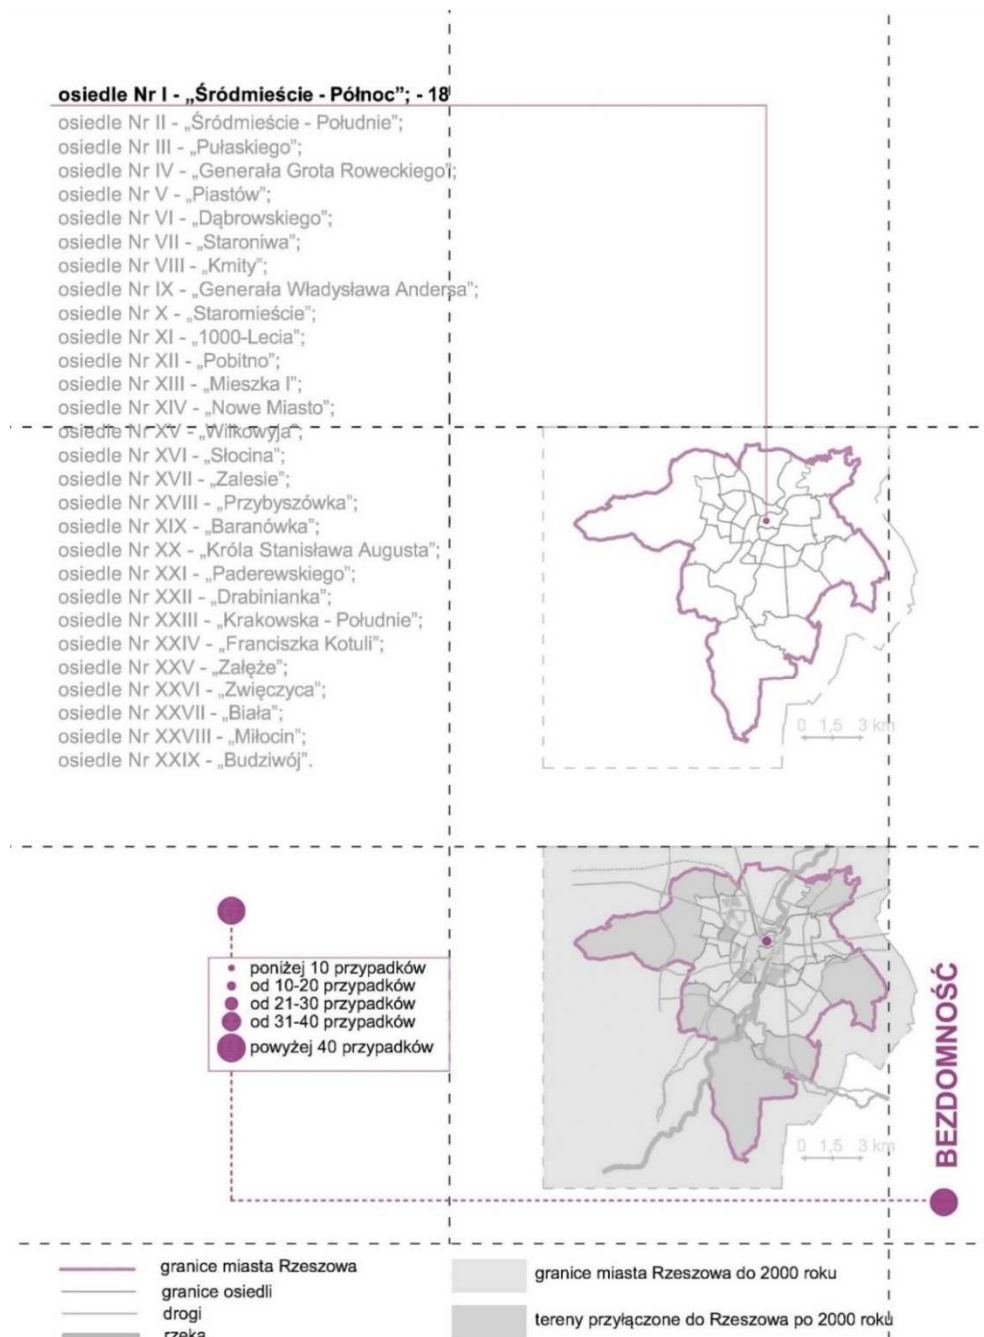 osiedle Nr I - „Śródmieście - Północ”; - 18
osiedle Nr II - „Śródmieście - Południe”;
osiedle Nr III - „Pułaskiego”;
osiedle Nr IV - „Generała Grota Roweckiego”;
osiedle Nr V - „Piastów”;
osiedle Nr VI - „Dąbrowskiego”;
osiedle Nr VII - „Staroniwa”;
osiedle Nr VIII - „Kmity”;
osiedle Nr IX - „Generała Władysława Andersa”;
osiedle Nr X - „Staromieście”;
osiedle Nr XI - „1000-Lecia”;
osiedle Nr XII - „Pobitno”;
osiedle Nr XIII - „Mieszka I”;
osiedle Nr XIV - „Nowe Miasto”;
osiedle Nr XV - „Wilkowyja”;
osiedle Nr XVI - „Słocina”;
osiedle Nr XVII - „Zalesie”;
osiedle Nr XVIII - „Przybyszówka”;
osiedle Nr XIX - „Baranówka”;
osiedle Nr XX - „Króla Stanisława Augusta”;
osiedle Nr XXI - „Paderewskiego”;
osiedle Nr XXII - „Drabinianka”;
osiedle Nr XXIII - „Krakowska - Południe”;
osiedle Nr XXIV - „Franciszka Kotuli”;
osiedle Nr XXV - „Załęże”;
osiedle Nr XXVI - „Zwięczyca”;
osiedle Nr XXVII - „Biała”;
osiedle Nr XXVIII - „Miłocin”;
osiedle Nr XXIX - „Budziwój”.
0 1,5 3 km
poniżej 10 przypadków
od 10-20 przypadków
od 21-30 przypadków
od 31-40 przypadków
powyżej 40 przypadków
0 1,5 3 km
BEZDOMNOŚĆ
granice miasta Rzeszowa
granice osiedli
drogi
rzeka
granice miasta Rzeszowa do 2000 roku
tereny przyłączone do Rzeszowa po 2000 roku